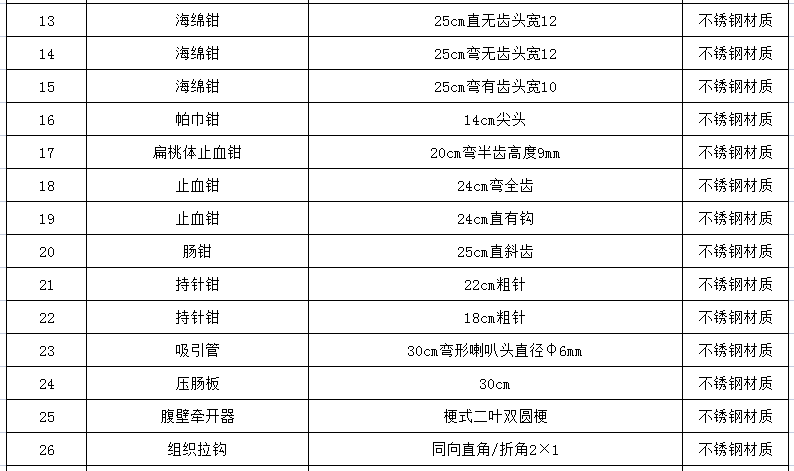 13 海绵钳 25cm直无齿头宽12 不锈钢材质
14 海绵钳 25cm弯无齿头宽12 不锈钢材质
15 海绵钳 25cm弯有齿头宽10 不锈钢材质
16 帕巾钳 14cm尖头 不锈钢材质
17 扁桃体止血钳 20cm弯半齿高度9mm 不锈钢材质
18 止血钳 24cm弯全齿 不锈钢材质
19 止血钳 24cm直有钩 不锈钢材质
20 肠钳 25cm直斜齿 不锈钢材质
21 持针钳 22cm粗针 不锈钢材质
22 持针钳 18cm粗针 不锈钢材质
23 吸引管 30cm弯形喇叭头直径φ6mm 不锈钢材质
24 压肠板 30cm 不锈钢材质
25 腹壁牵开器 梗式二叶双圆梗 不锈钢材质
26 组织拉钩 同向直角/折角2×1 不锈钢材质